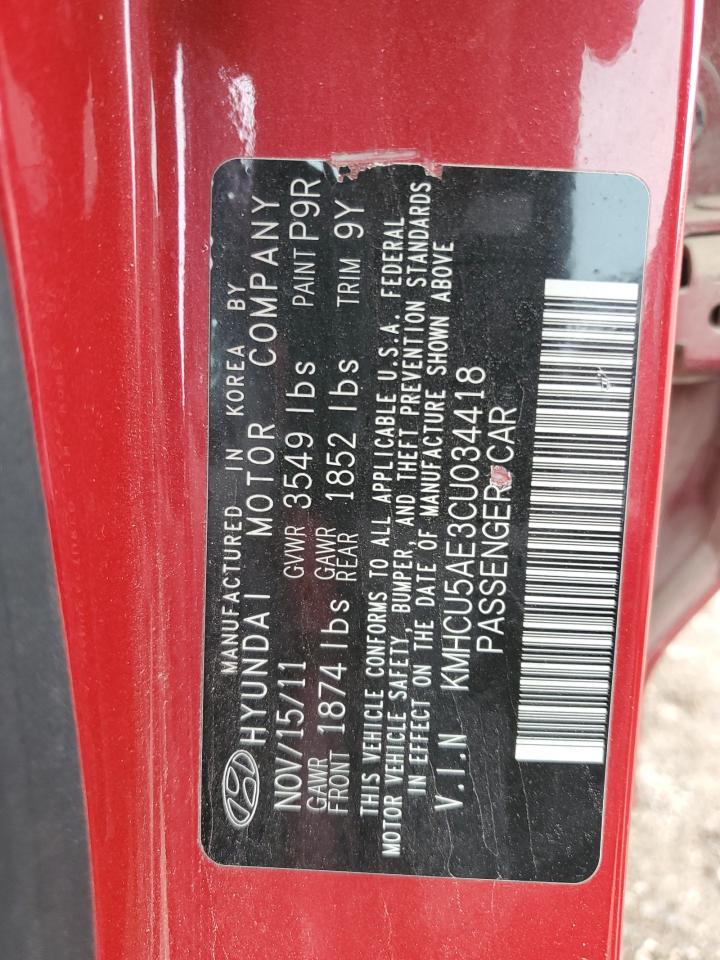 MANUFACTURED IN KOREA BY
HYUNDAI MOTOR COMPANY
NOV/15/11 GVWR 3549 lbs PAINT P9R
GAWR FRONT 1874 lbs GAWR REAR 1852 lbs TRIM 9Y
THIS VEHICLE CONFORMS TO ALL APPLICABLE U.S.A. FEDERAL
MOTOR VEHICLE SAFETY, BUMPER, AND THEFT PREVENTION STANDARDS
IN EFFECT ON THE DATE OF MANUFACTURE SHOWN ABOVE
V.I.N KMHCU5AE3CU034418
PASSENGER CAR